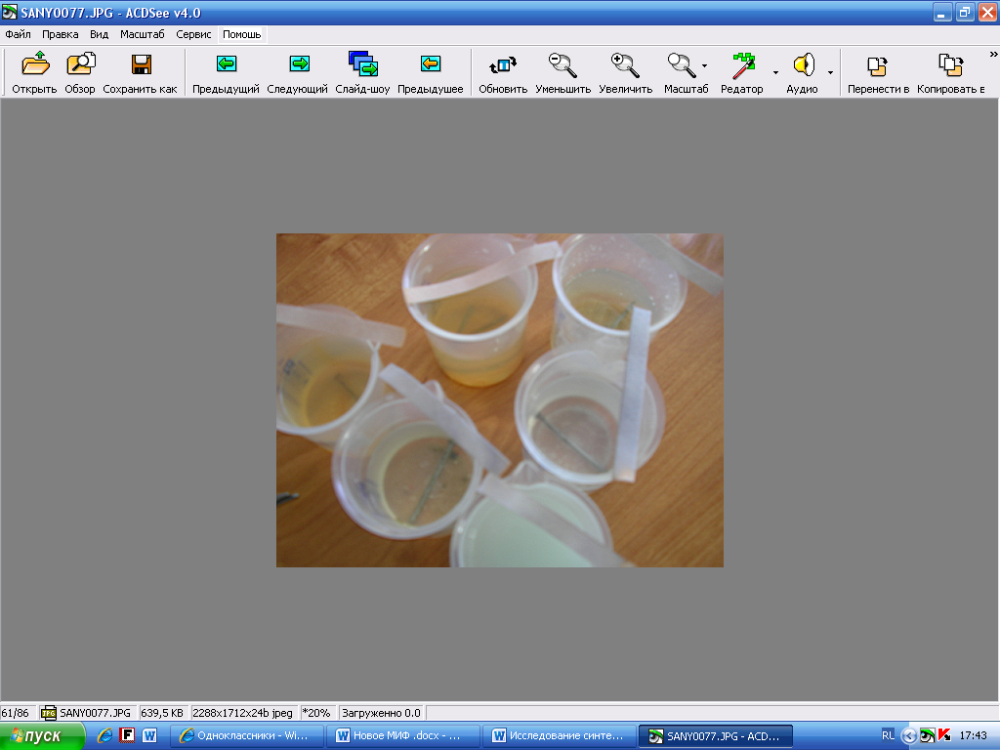 SANY0077.JPG - ACDSee v4.0
Файл Правка Вид Масштаб Сервис Помошь
Открыть Обзор Сохранить как Предыдущий Следующий Слайд-шоу Предыдушее Обновить Уменьшить Увеличить Масштаб Редатор Аудио Перенести в Копировать в
61/86 SANY0077.JPG 639,5 KB 2288x1712x24b jpeg *20% Загруженно 0.0
пуск Одноклассники - Wi... Новое МИФ .docx - ... Исследование синте... SANY0077.JPG - ACD... RL 17:43